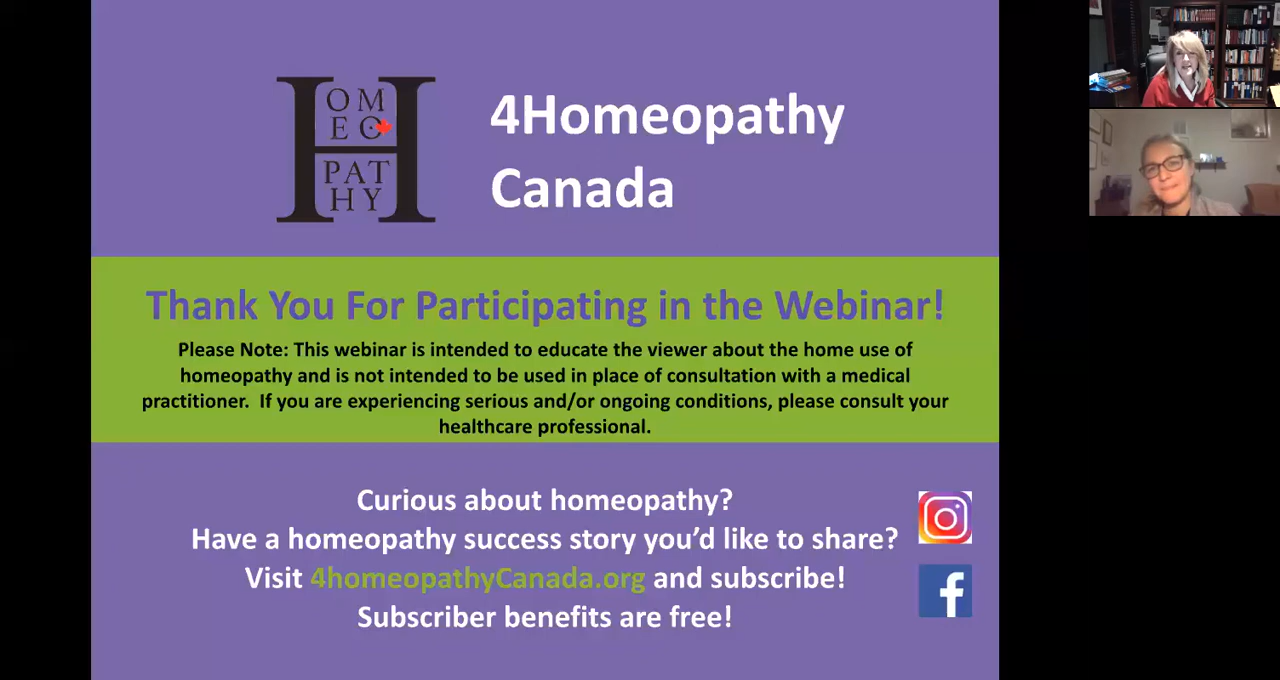 OM
EO
PAT
HY
4Homeopathy
Canada
Thank You For Participating in the Webinar!
Please Note: This webinar is intended to educate the viewer about the home use of
homeopathy and is not intended to be used in place of consultation with a medical
practitioner.  If you are experiencing serious and/or ongoing conditions, please consult your
healthcare professional.
Curious about homeopathy?
Have a homeopathy success story you’d like to share?
Visit 4homeopathyCanada.org and subscribe!
Subscriber benefits are free!